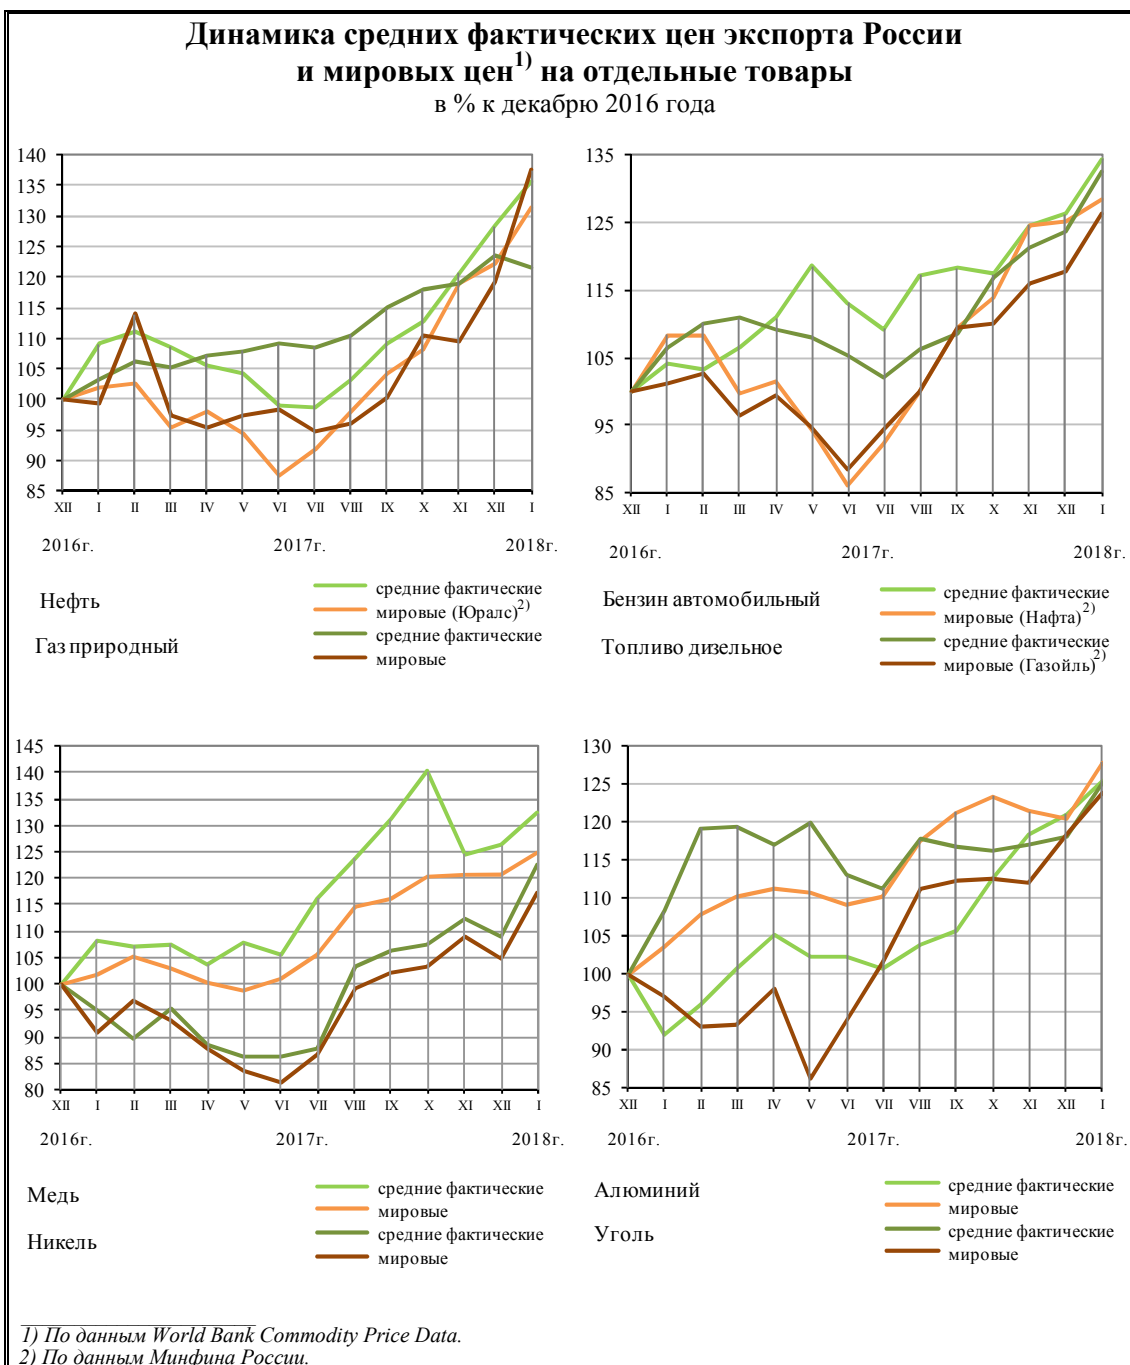 Динамика средних фактических цен экспорта России
и мировых цен1) на отдельные товары
в % к декабрю 2016 года
140
135
130
125
120
115
110
105
100
95
90
85
XII I II III IV V VI VII VIII IX X XI XII I
2016г. 2017г. 2018г.
Нефть
средние фактические
мировые (Юралс)2)
Газ природный
средние фактические
мировые
135
125
115
105
95
85
XII I II III IV V VI VII VIII IX X XI XII I
2016г. 2017г. 2018г.
Бензин автомобильный
средние фактические
мировые (Нафта)2)
Топливо дизельное
средние фактические
мировые (Газойль)2)
145
140
135
130
125
120
115
110
105
100
95
90
85
80
XII I II III IV V VI VII VIII IX X XI XII I
2016г. 2017г. 2018г.
Медь
средние фактические
мировые
Никель
средние фактические
мировые
130
125
120
115
110
105
100
95
90
85
XII I II III IV V VI VII VIII IX X XI XII I
2016г. 2017г. 2018г.
Алюминий
средние фактические
мировые
Уголь
средние фактические
мировые
1) По данным World Bank Commodity Price Data.
2) По данным Минфина России.